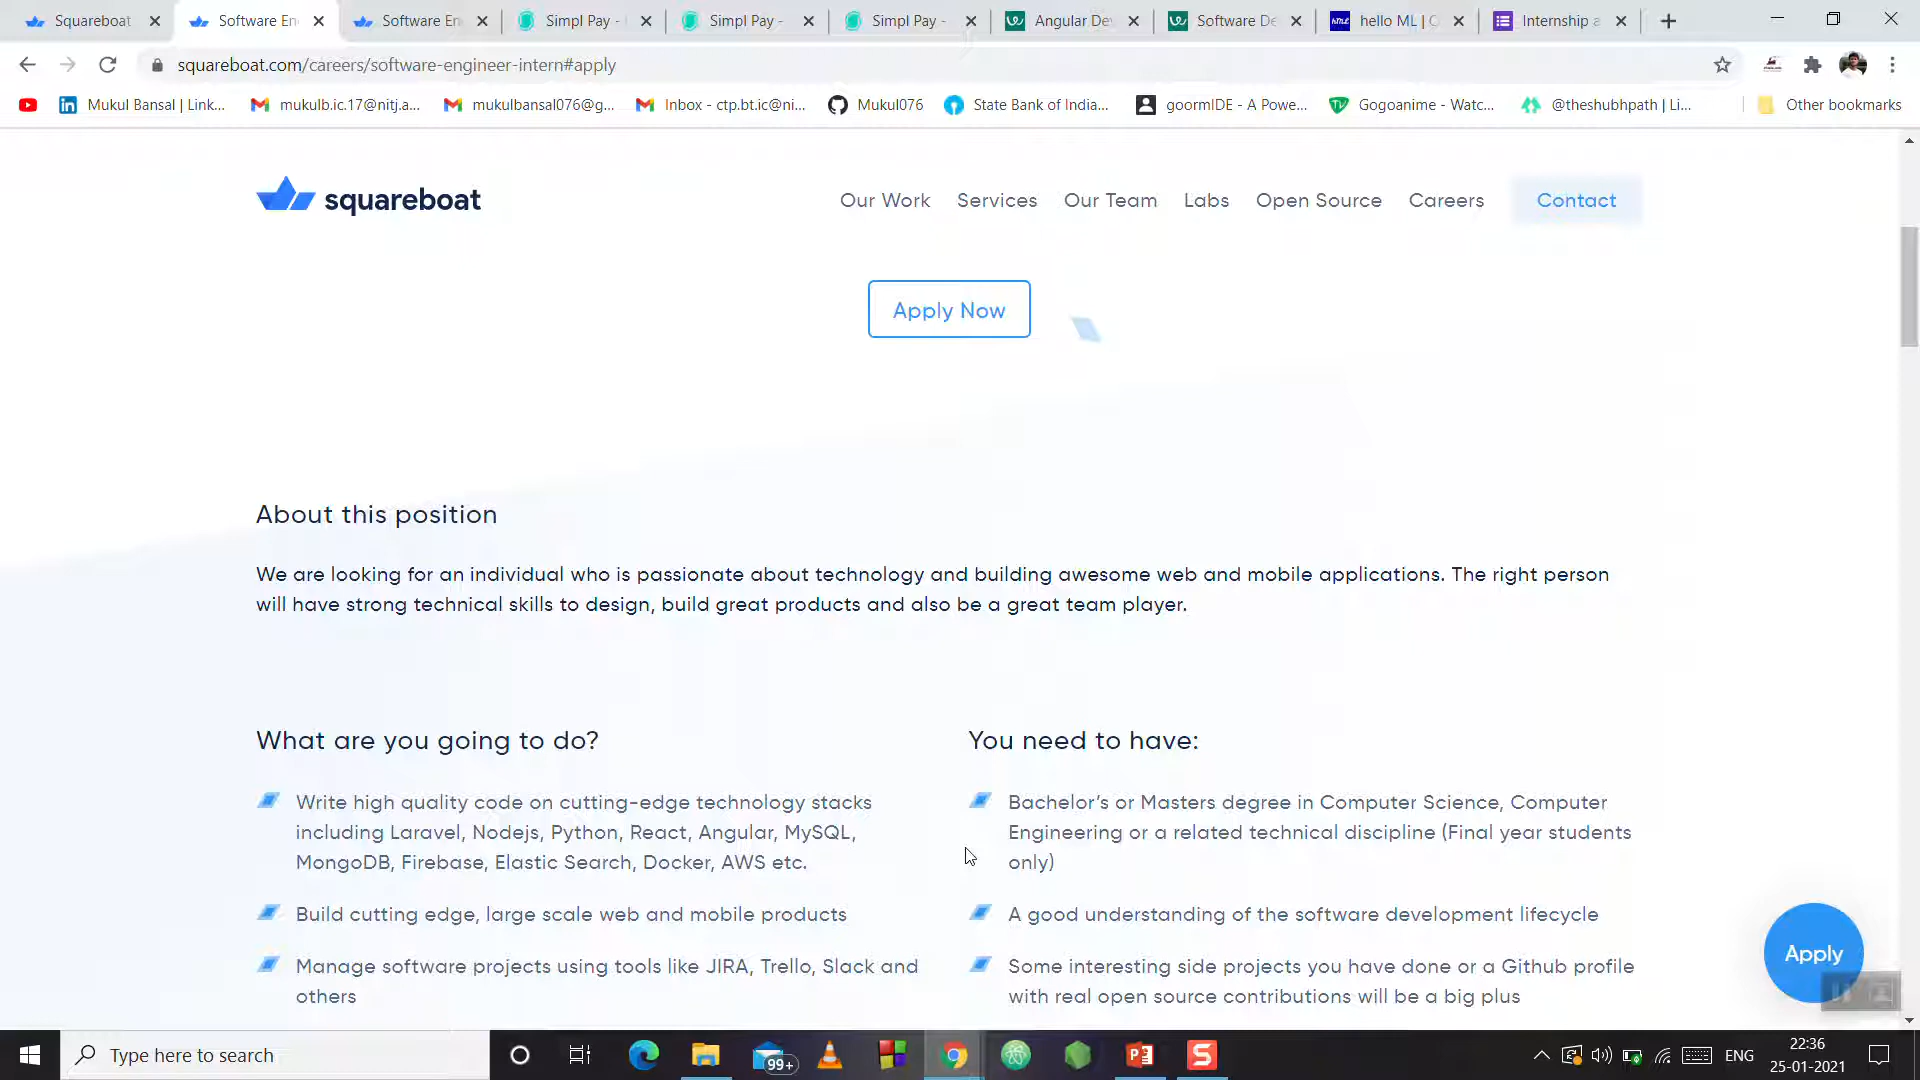 Squareboat
Software En
Software En
Simpl Pay -
Simpl Pay -
Simpl Pay -
Angular De
Software De
hello ML | C
Internship a
squareboat.com/careers/software-engineer-intern#apply
Mukul Bansal | Link...
mukulb.ic.17@nitj.a...
mukulbansal076@g...
Inbox - ctp.bt.ic@ni...
Mukul076
State Bank of India...
goormIDE - A Powe...
Gogoanime - Watc...
@theshubhpath | Li...
Other bookmarks
squareboat
Our Work
Services
Our Team
Labs
Open Source
Careers
Contact
Apply Now
About this position
We are looking for an individual who is passionate about technology and building awesome web and mobile applications. The right person
will have strong technical skills to design, build great products and also be a great team player.
What are you going to do?
Write high quality code on cutting-edge technology stacks
including Laravel, Nodejs, Python, React, Angular, MySQL,
MongoDB, Firebase, Elastic Search, Docker, AWS etc.
Build cutting edge, large scale web and mobile products
Manage software projects using tools like JIRA, Trello, Slack and
others
You need to have:
Bachelor's or Masters degree in Computer Science, Computer
Engineering or a related technical discipline (Final year students
only)
A good understanding of the software development lifecycle
Some interesting side projects you have done or a Github profile
with real open source contributions will be a big plus
Apply
Type here to search
99+
ENG
22:36
25-01-2021